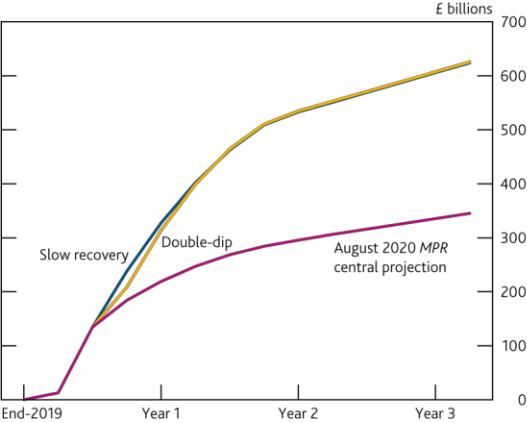 £ billions
700
600
500
400
300
200
100
0
Slow recovery
Double-dip
August 2020 MPR
central projection
End-2019
Year 1
Year 2
Year 3